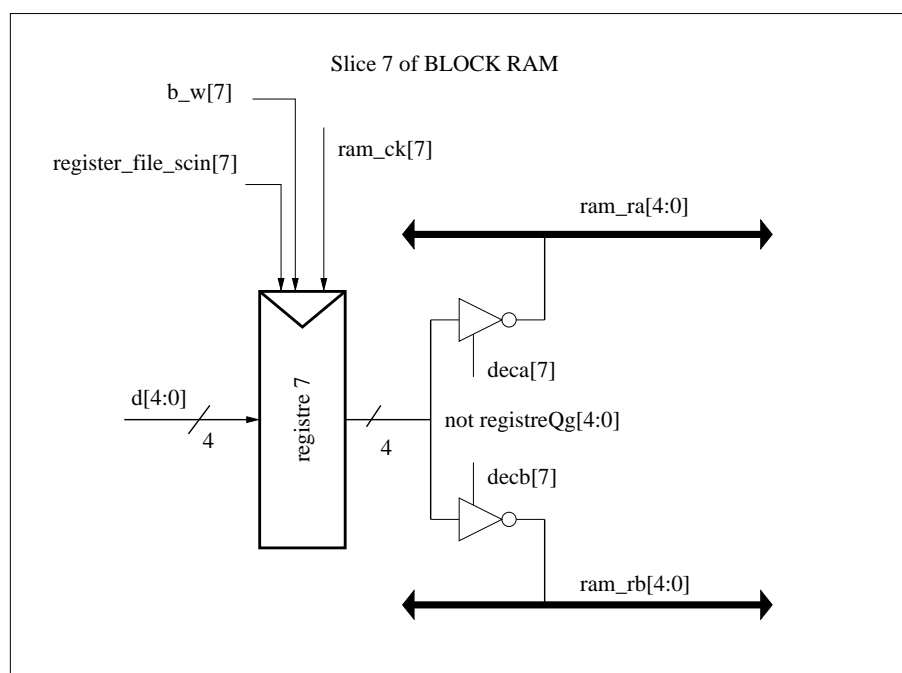 Slice 7 of BLOCK RAM
b_w[7]
ram_ck[7]
register_file_scin[7]
ram_ra[4:0]
deca[7]
d[4:0]
4
registre 7
4
not registreQg[4:0]
decb[7]
ram_rb[4:0]